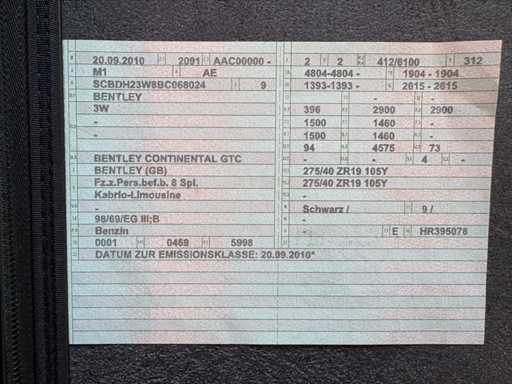 20.09.2010 2091 AAC00000 -
M1 AE
SCBDH23W8BC068024 9
BENTLEY
3W
-
BENTLEY CONTINENTAL GTC
BENTLEY (GB)
Fz.z.Pers.bef.b. 8 Spl.
Kabrio-Limousine
-
98/69/EG III;B
Benzin
0001 0469 5998
DATUM ZUR EMISSIONSKLASSE: 20.09.2010*
2 2 412/6100 312
4804-4804 - 1904 - 1904
1393-1393 - 2015 - 2015
- -
396 2900 2900
1500 1460 -
1500 1460 -
94 4575 73
- - 4 -
275/40 ZR19 105Y
275/40 ZR19 105Y
-
Schwarz / 9 /
- E HR395078
-